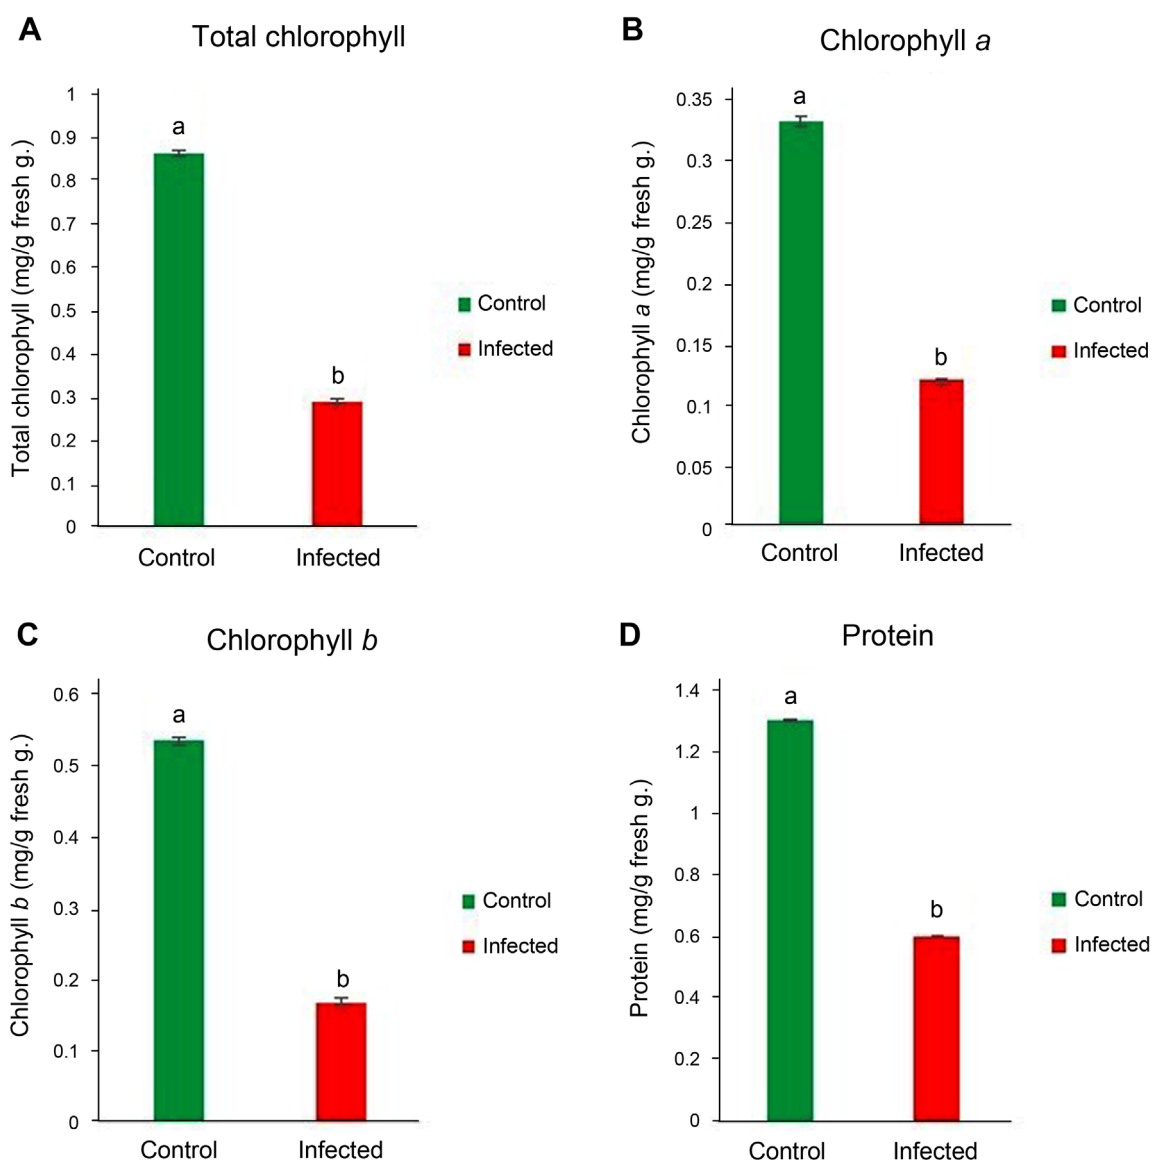 A
Total chlorophyll
Total chlorophyll (mg/g fresh g.)
1
0.9
0.8
0.7
0.6
0.5
0.4
0.3
0.2
0.1
0
a
b
Control
Infected
Control
Infected
B
Chlorophyll a
Chlorophyll a (mg/g fresh g.)
0.35
0.3
0.25
0.2
0.15
0.1
0.05
0
a
b
Control
Infected
Control
Infected
C
Chlorophyll b
Chlorophyll b (mg/g fresh g.)
0.6
0.5
0.4
0.3
0.2
0.1
0
a
b
Control
Infected
Control
Infected
D
Protein
Protein (mg/g fresh g.)
1.4
1.2
1
0.8
0.6
0.4
0.2
0
a
b
Control
Infected
Control
Infected